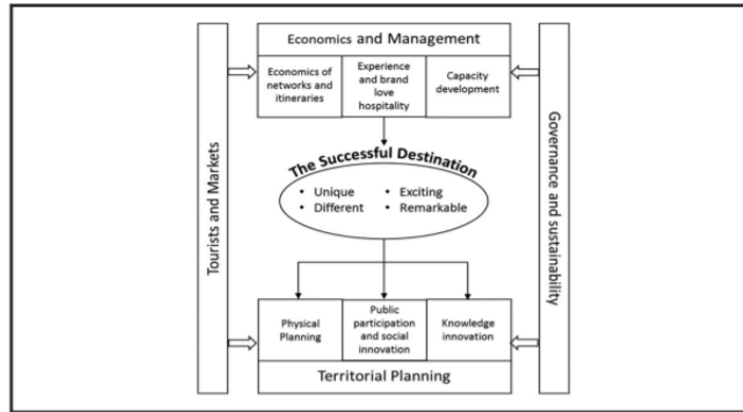 Economics and Management
Economics of
networks and
itineraries
Experience
and brand
love
hospitality
Capacity
development
Tourists and Markets
Governance and sustainability
The Successful Destination
• Unique
• Different
• Exciting
• Remarkable
Physical
Planning
Public
participation
and social
innovation
Knowledge
innovation
Territorial Planning